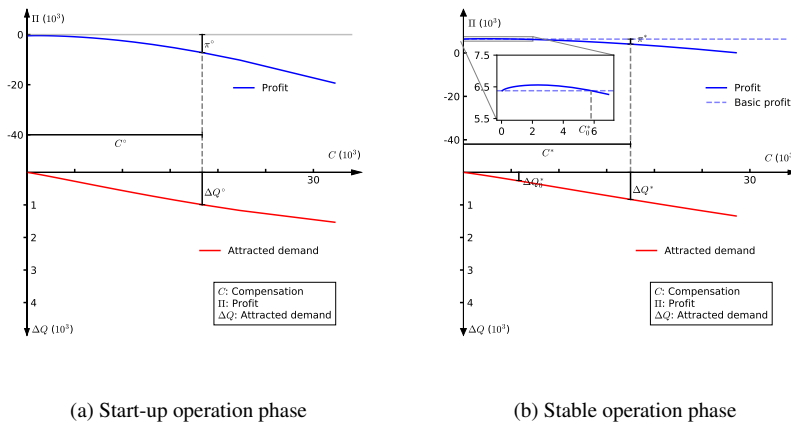 Π (10³)
0
π°
-20
Profit
-40
C°
C (10³)
30
ΔQ°
1
2
Attracted demand
3
C: Compensation
Π: Profit
ΔQ: Attracted demand
4
ΔQ (10³)
(a) Start-up operation phase
Π (10³)
π*
0
7.5
6.5
5.5
0 2 4 6
C₀*
Profit
Basic profit
-20
-40
C*
C (10³)
30
ΔQ₀*
ΔQ*
1
2
Attracted demand
3
C: Compensation
Π: Profit
ΔQ: Attracted demand
4
ΔQ (10³)
(b) Stable operation phase